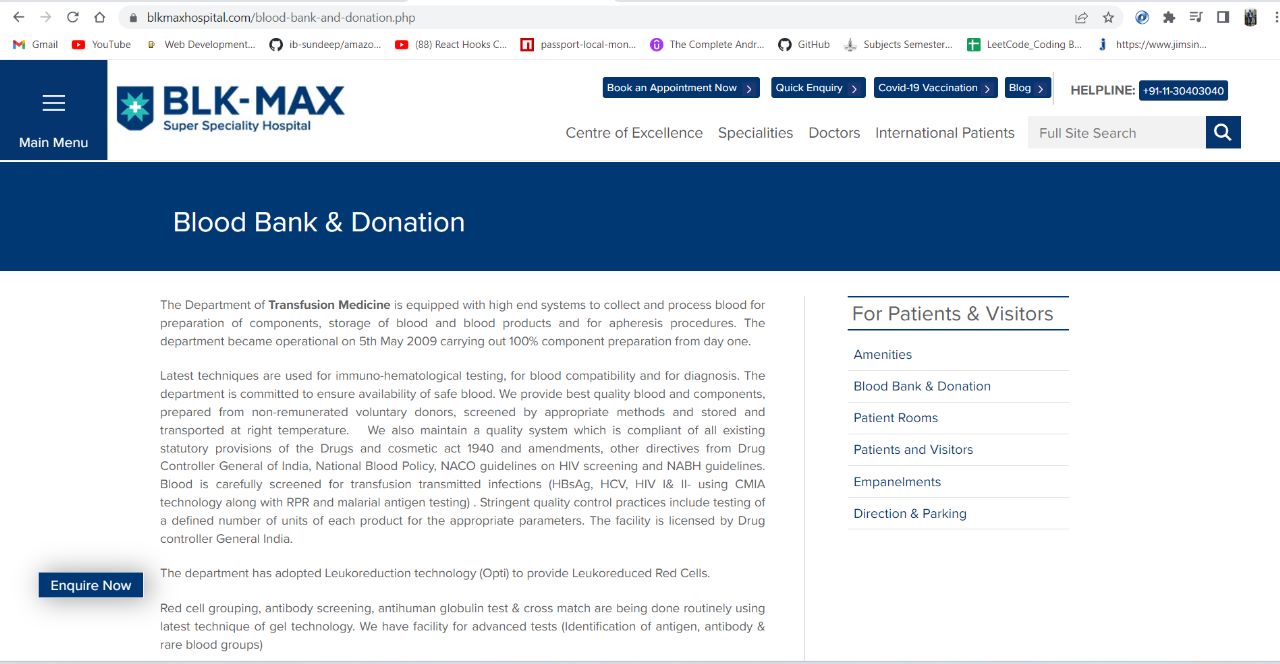 blkmaxhospital.com/blood-bank-and-donation.php
Gmail YouTube Web Development... ib-sundeep/amazo... (88) React Hooks C... passport-local-mon... The Complete Andr... GitHub Subjects Semester... LeetCode_Coding B... https://www.jimsin...
Main Menu
BLK-MAX
Super Speciality Hospital
Book an Appointment Now Quick Enquiry Covid-19 Vaccination Blog HELPLINE: +91-11-30403040
Centre of Excellence Specialities Doctors International Patients Full Site Search
Blood Bank & Donation
The Department of Transfusion Medicine is equipped with high end systems to collect and process blood for
preparation of components, storage of blood and blood products and for apheresis procedures. The
department became operational on 5th May 2009 carrying out 100% component preparation from day one.
Latest techniques are used for immuno-hematological testing, for blood compatibility and for diagnosis. The
department is committed to ensure availability of safe blood. We provide best quality blood and components,
prepared from non-remunerated voluntary donors, screened by appropriate methods and stored and
transported at right temperature. We also maintain a quality system which is compliant of all existing
statutory provisions of the Drugs and cosmetic act 1940 and amendments, other directives from Drug
Controller General of India, National Blood Policy, NACO guidelines on HIV screening and NABH guidelines.
Blood is carefully screened for transfusion transmitted infections (HBsAg, HCV, HIV I& II- using CMIA
technology along with RPR and malarial antigen testing) . Stringent quality control practices include testing of
a defined number of units of each product for the appropriate parameters. The facility is licensed by Drug
controller General India.
The department has adopted Leukoreduction technology (Opti) to provide Leukoreduced Red Cells.
Red cell grouping, antibody screening, antihuman globulin test & cross match are being done routinely using
latest technique of gel technology. We have facility for advanced tests (Identification of antigen, antibody &
rare blood groups)
Enquire Now
For Patients & Visitors
Amenities
Blood Bank & Donation
Patient Rooms
Patients and Visitors
Empanelments
Direction & Parking